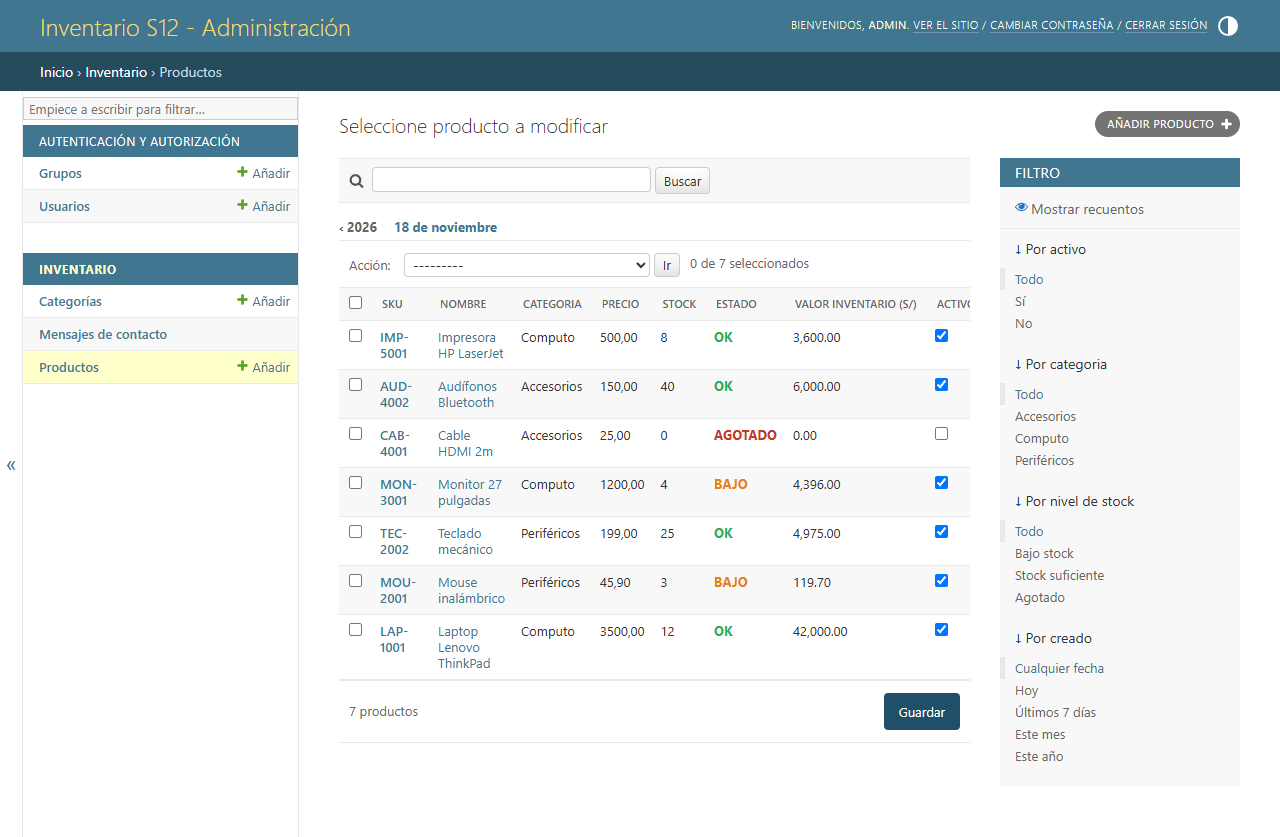 Inventario S12 - Administración
BIENVENIDOS, ADMIN. VER EL SITIO / CAMBIAR CONTRASEÑA / CERRAR SESIÓN
Inicio › Inventario › Productos
Empiece a escribir para filtrar...
AUTENTICACIÓN Y AUTORIZACIÓN
Grupos Añadir
Usuarios Añadir
INVENTARIO
Categorías Añadir
Mensajes de contacto
Productos Añadir
«
Seleccione producto a modificar
AÑADIR PRODUCTO +
Buscar
‹ 2026 18 de noviembre
Acción: --------- Ir 0 de 7 seleccionados
SKU NOMBRE CATEGORIA PRECIO STOCK ESTADO VALOR INVENTARIO (S/) ACTIVO
IMP-5001 Impresora HP LaserJet Computo 500,00 8 OK 3,600.00
AUD-4002 Audífonos Bluetooth Accesorios 150,00 40 OK 6,000.00
CAB-4001 Cable HDMI 2m Accesorios 25,00 0 AGOTADO 0.00
MON-3001 Monitor 27 pulgadas Computo 1200,00 4 BAJO 4,396.00
TEC-2002 Teclado mecánico Periféricos 199,00 25 OK 4,975.00
MOU-2001 Mouse inalámbrico Periféricos 45,90 3 BAJO 119.70
LAP-1001 Laptop Lenovo ThinkPad Computo 3500,00 12 OK 42,000.00
7 productos
Guardar
FILTRO
Mostrar recuentos
↓ Por activo
Todo
Sí
No
↓ Por categoria
Todo
Accesorios
Computo
Periféricos
↓ Por nivel de stock
Todo
Bajo stock
Stock suficiente
Agotado
↓ Por creado
Cualquier fecha
Hoy
Últimos 7 días
Este mes
Este año